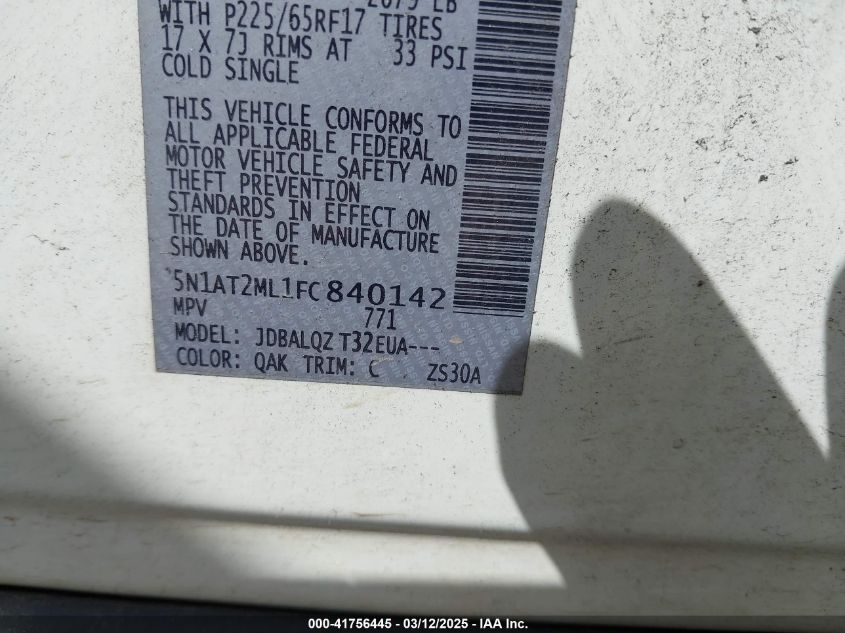 2679 LB
WITH P225/65RF17 TIRES
17 X 7J RIMS AT 33 PSI
COLD SINGLE
THIS VEHICLE CONFORMS TO
ALL APPLICABLE FEDERAL
MOTOR VEHICLE SAFETY AND
THEFT PREVENTION
STANDARDS IN EFFECT ON
THE DATE OF MANUFACTURE
SHOWN ABOVE.
5N1AT2ML1FC840142
MPV 771
MODEL: JDBALQZ T32EUA---
COLOR: QAK TRIM: C ZS30A
000-41756445 - 03/12/2025 - IAA Inc.